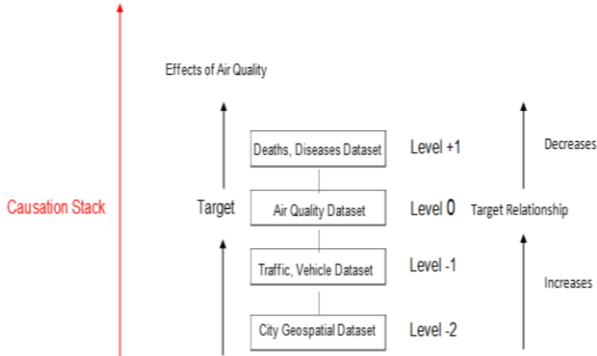 Effects of Air Quality
Deaths, Diseases Dataset
Level +1
Decreases
Causation Stack
Target
Air Quality Dataset
Level 0
Target Relationship
Traffic, Vehicle Dataset
Level -1
Increases
City Geospatial Dataset
Level -2